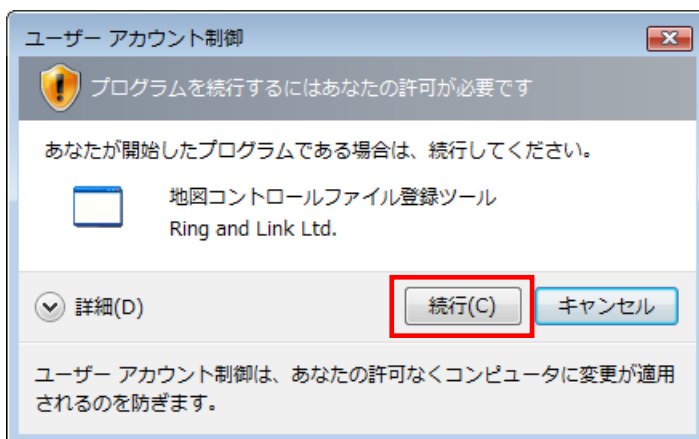 ユーザー アカウント制御
プログラムを続行するにはあなたの許可が必要です
あなたが開始したプログラムである場合は、続行してください。
地図コントロールファイル登録ツール
Ring and Link Ltd.
詳細(D)
続行(C)
キャンセル
ユーザー アカウント制御は、あなたの許可なくコンピュータに変更が適用
されるのを防ぎます。